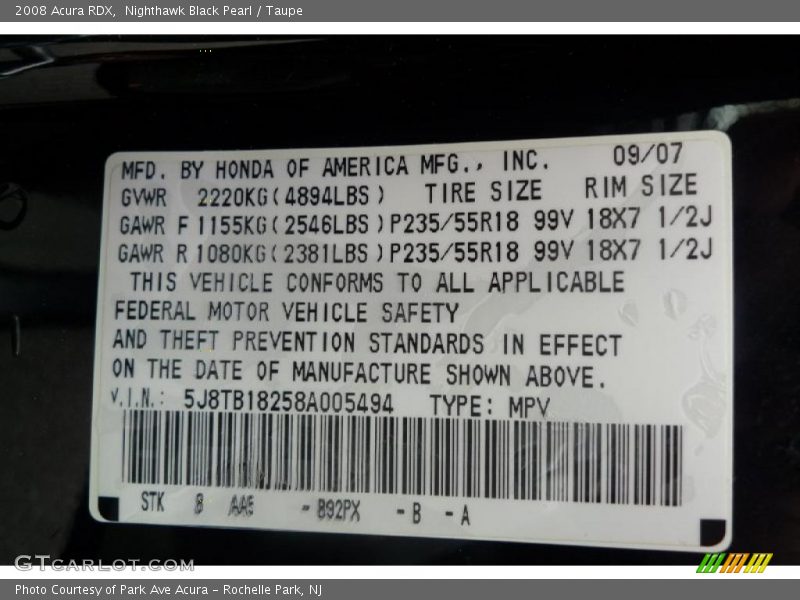 2008 Acura RDX,  Nighthawk Black Pearl / Taupe
MFD. BY HONDA OF AMERICA MFG., INC. 09/07
GVWR 2220KG(4894LBS) TIRE SIZE RIM SIZE
GAWR F 1155KG(2546LBS)P235/55R18 99V 18X7 1/2J
GAWR R 1080KG(2381LBS)P235/55R18 99V 18X7 1/2J
THIS VEHICLE CONFORMS TO ALL APPLICABLE
FEDERAL MOTOR VEHICLE SAFETY
AND THEFT PREVENTION STANDARDS IN EFFECT
ON THE DATE OF MANUFACTURE SHOWN ABOVE.
V.I.N.: 5J8TB18258A005494 TYPE: MPV
STK 8 - B92PX - B - A
GTCARLOT.COM
Photo Courtesy of Park Ave Acura - Rochelle Park, NJ